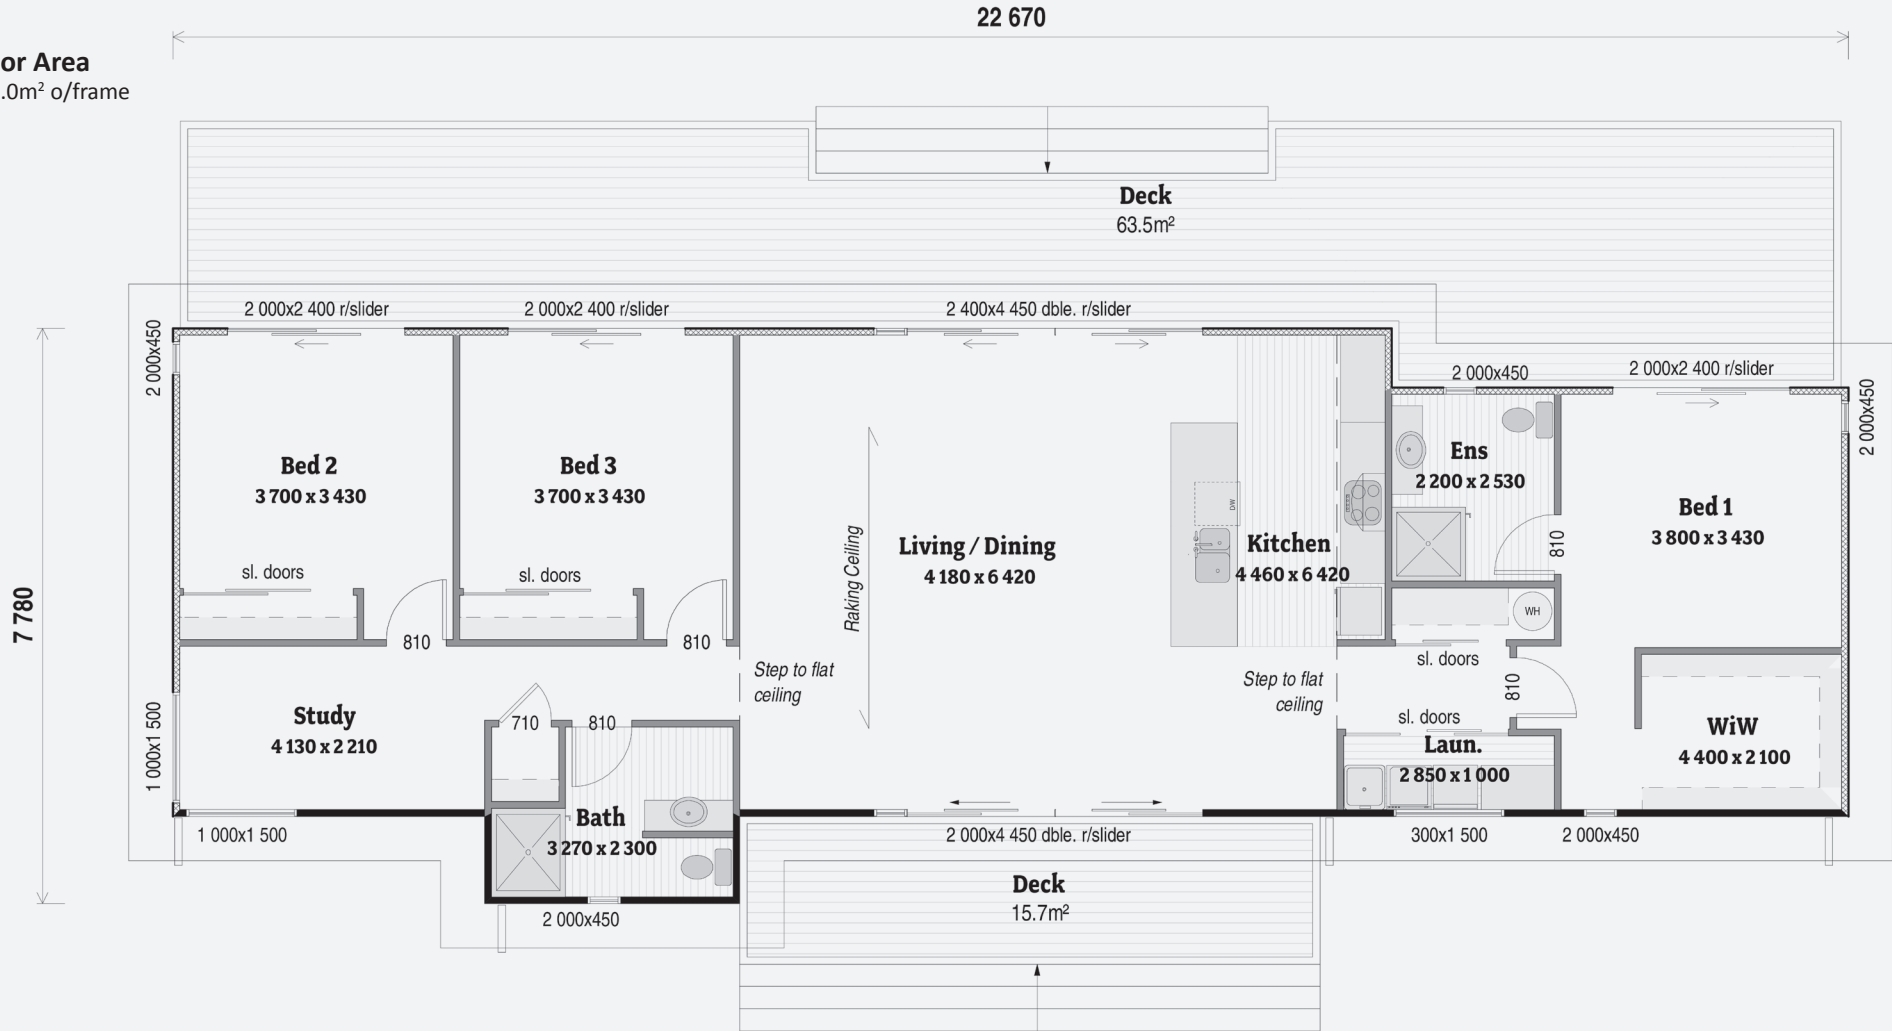 22 670
or Area
.0m² o/frame
Deck
63.5m²
2 000x2 400 r/slider
2 000x2 400 r/slider
2 400x4 450 dble. r/slider
2 000x450
2 000x450
2 000x2 400 r/slider
2 000x450
Bed 2
3 700 x 3 430
Bed 3
3 700 x 3 430
Ens
2 200 x 2 530
Bed 1
3 800 x 3 430
DW
Raking Ceiling
Living / Dining
4 180 x 6 420
Kitchen
4 460 x 6 420
810
sl. doors
sl. doors
7 780
WH
810
810
sl. doors
Step to flat
ceiling
Step to flat
ceiling
810
Study
4 130 x 2 210
710
810
sl. doors
WiW
4 400 x 2 100
1 000x1 500
Laun.
2 850 x 1 000
Bath
3 270 x 2 300
1 000x1 500
2 000x4 450 dble. r/slider
300x1 500
2 000x450
Deck
15.7m²
2 000x450